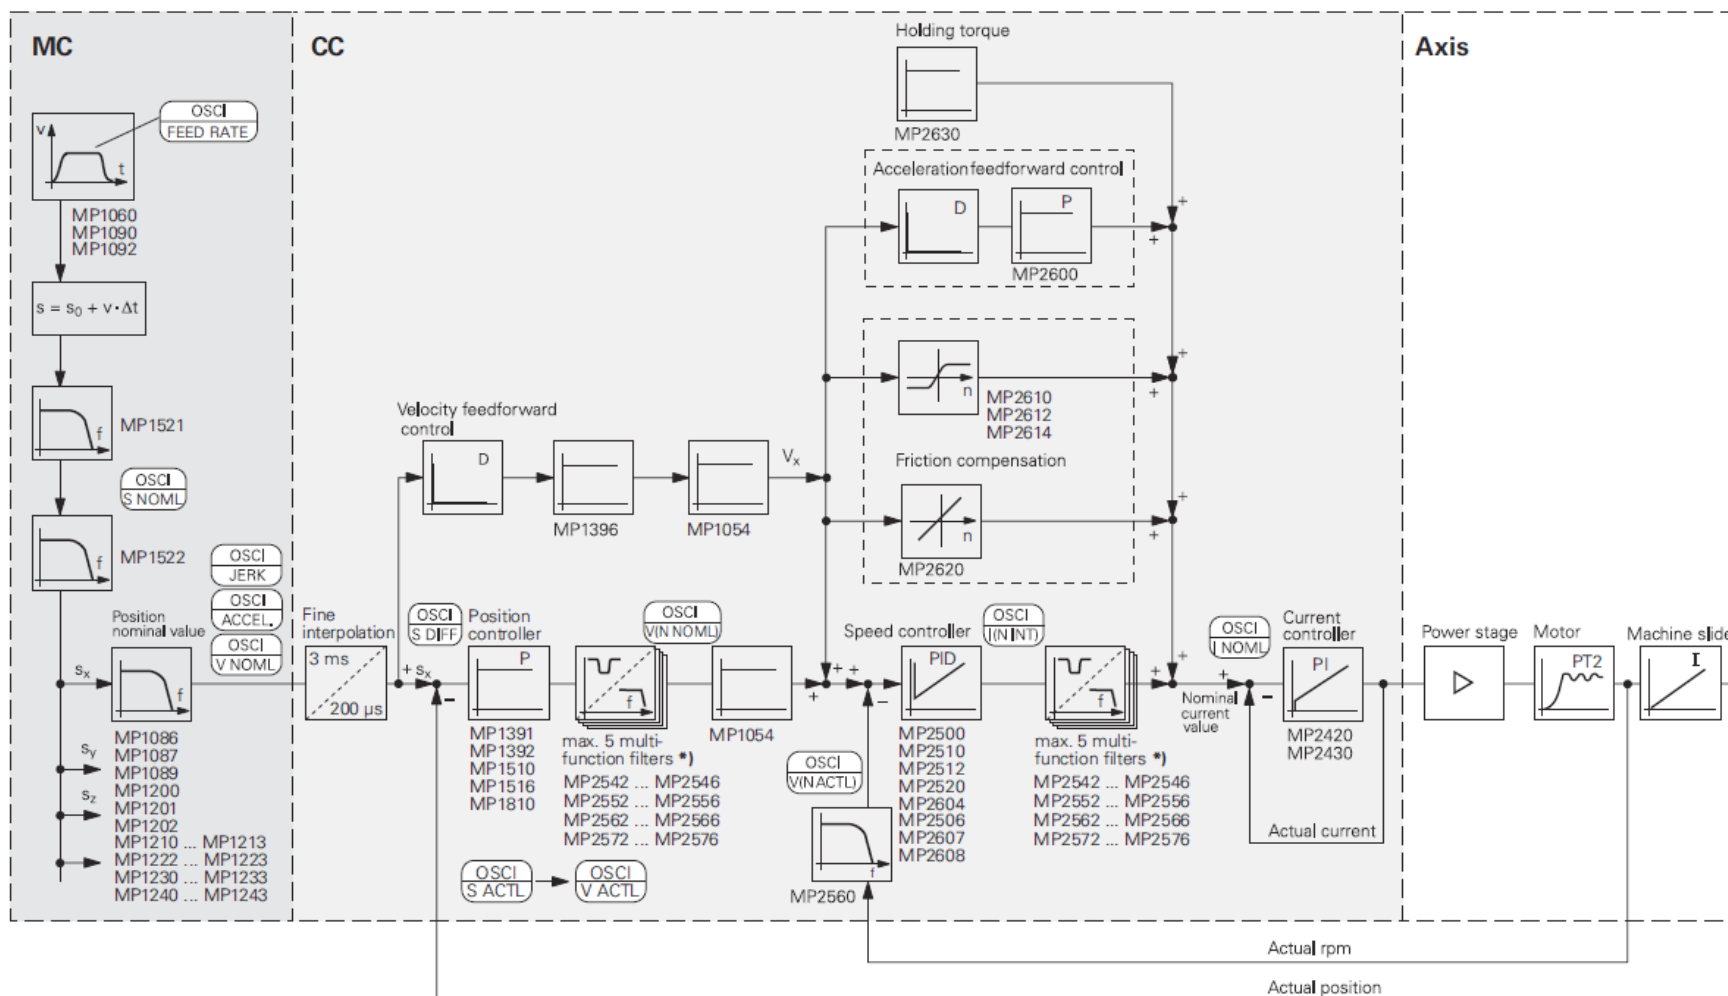 MC
OSCI
FEED RATE
v
t
MP1060
MP1090
MP1092
s = s0 + v · Δt
f
MP1521
OSCI
S NOML
f
MP1522
OSCI
JERK
OSCI
ACCEL.
OSCI
V NOML
Position
nominal value
sx
f
MP1086
MP1087
MP1089
MP1200
MP1201
MP1202
MP1210 ... MP1213
MP1222 ... MP1223
MP1230 ... MP1233
MP1240 ... MP1243
sy
sz
CC
Holding torque
MP2630
Acceleration feedforward control
D
P
MP2600
+
+
n
MP2610
MP2612
MP2614
+
+
Friction compensation
n
MP2620
+
+
Velocity feedforward
control
D
MP1396
MP1054
Vx
Fine
interpolation
3 ms
200 µs
OSCI
S DIFF
+ sx
−
Position
controller
P
MP1391
MP1392
MP1510
MP1516
MP1810
f
max. 5 multi-
function filters *)
MP2542 ... MP2546
MP2552 ... MP2556
MP2562 ... MP2566
MP2572 ... MP2576
OSCI
V(N NOML)
MP1054
+
+
+
−
OSCI
V(N ACTL)
f
MP2560
OSCI
S ACTL
OSCI
V ACTL
Speed controller
PID
MP2500
MP2510
MP2512
MP2520
MP2604
MP2506
MP2607
MP2608
OSCI
I(N INT)
f
max. 5 multi-
function filters *)
MP2542 ... MP2546
MP2552 ... MP2556
MP2562 ... MP2566
MP2572 ... MP2576
+
+
Nominal
current
value
OSCI
I NOML
+
−
Current
controller
PI
MP2420
MP2430
Actual current
Axis
Power stage
Motor
PT2
Machine slide
I
Actual rpm
Actual position